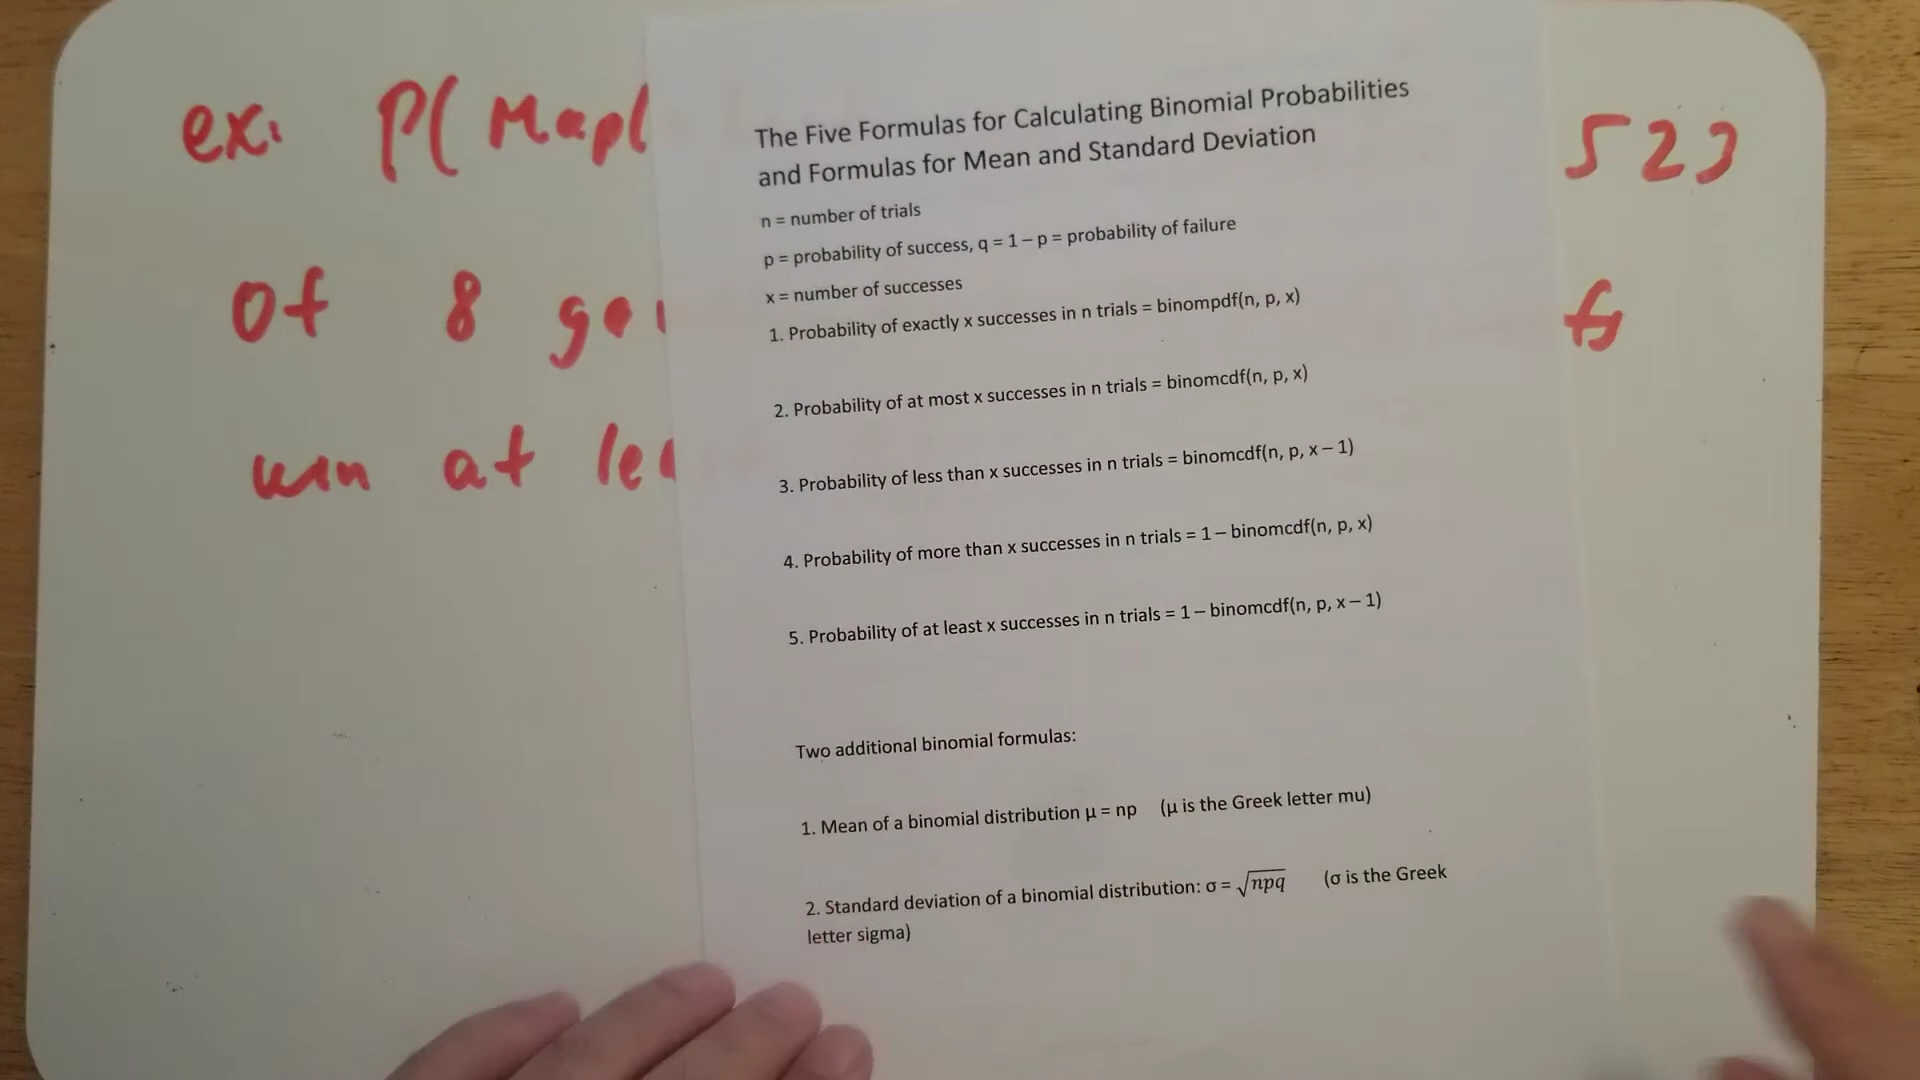 ex. P( Mapl
523
Of 8 ga
win at lea
The Five Formulas for Calculating Binomial Probabilities
and Formulas for Mean and Standard Deviation
n = number of trials
p = probability of success, q = 1 – p = probability of failure
x = number of successes
1. Probability of exactly x successes in n trials = binompdf(n, p, x)
2. Probability of at most x successes in n trials = binomcdf(n, p, x)
3. Probability of less than x successes in n trials = binomcdf(n, p, x – 1)
4. Probability of more than x successes in n trials = 1 – binomcdf(n, p, x)
5. Probability of at least x successes in n trials = 1 – binomcdf(n, p, x – 1)
Two additional binomial formulas:
1. Mean of a binomial distribution μ = np (μ is the Greek letter mu)
2. Standard deviation of a binomial distribution: σ = √npq (σ is the Greek
letter sigma)